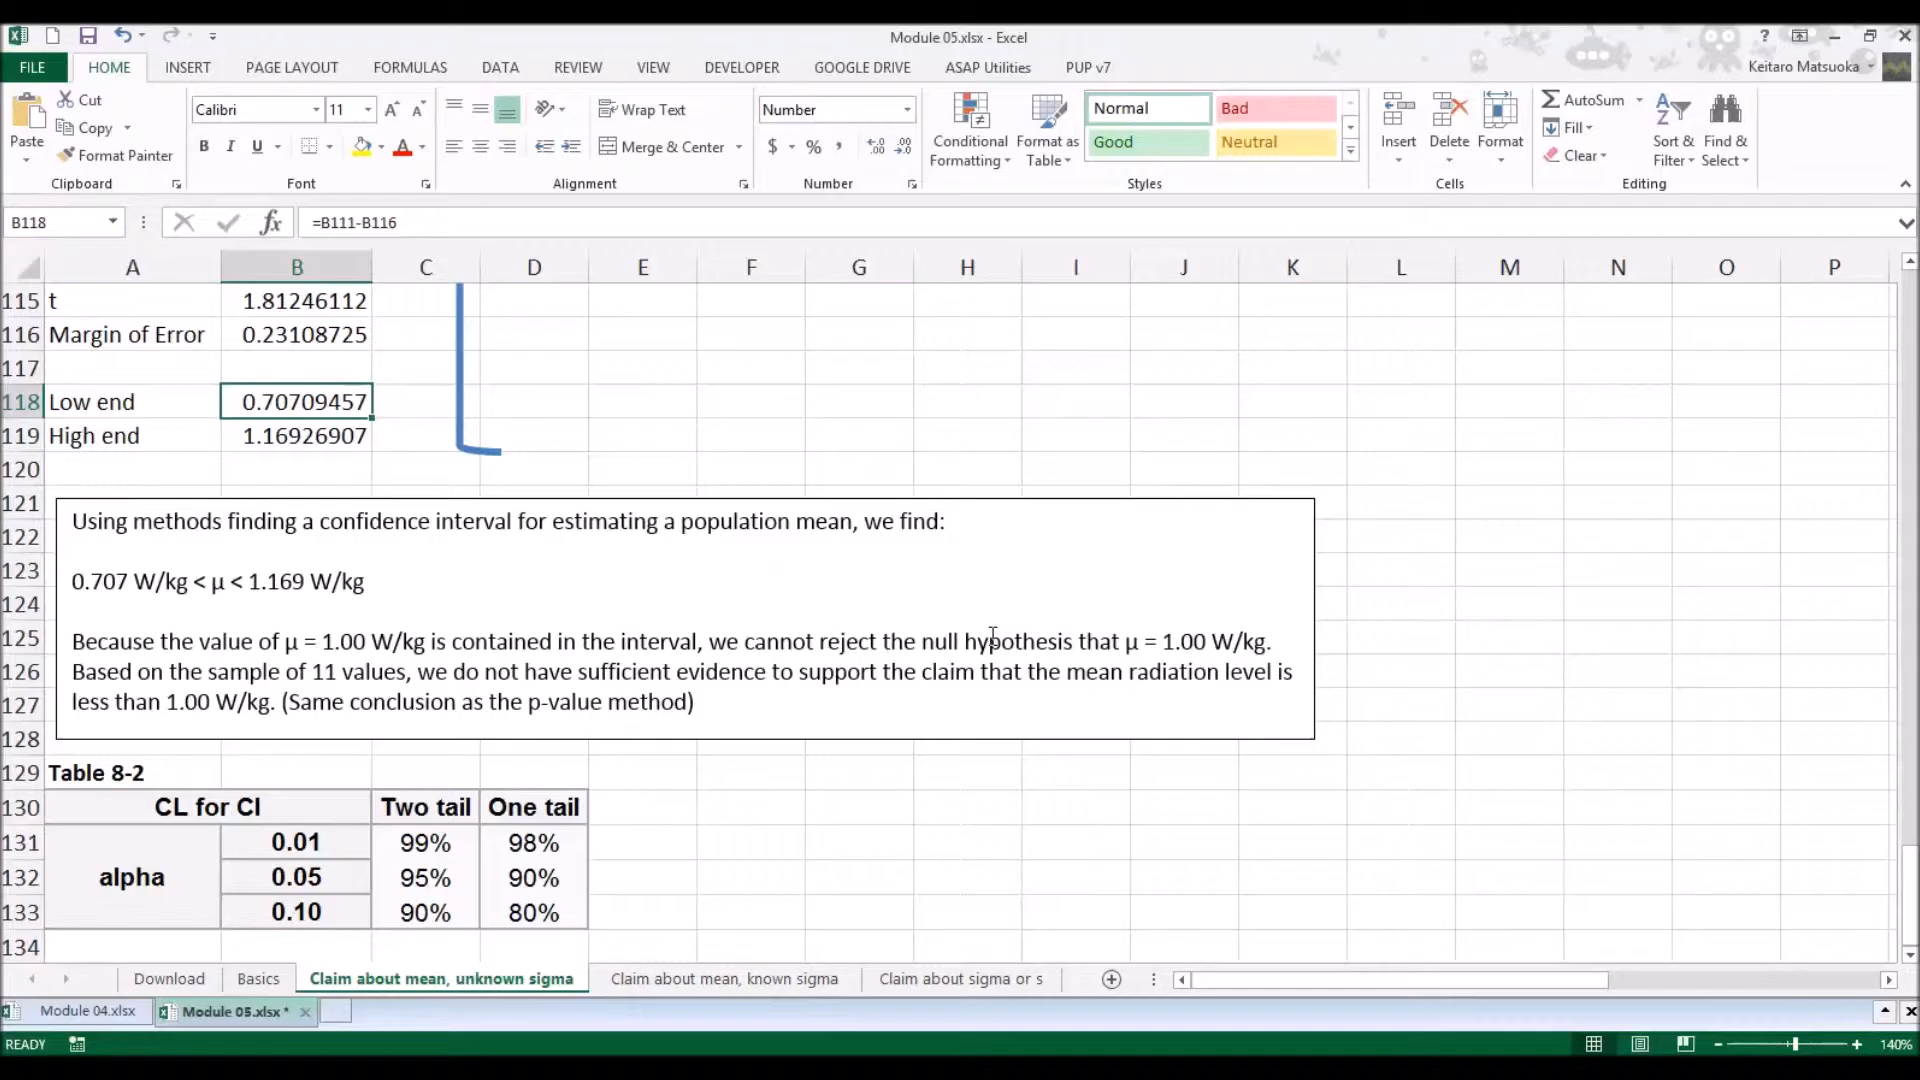 Module 05.xlsx - Excel
?
FILE HOME INSERT PAGE LAYOUT FORMULAS DATA REVIEW VIEW DEVELOPER GOOGLE DRIVE ASAP Utilities PUP v7 Keitaro Matsuoka
Paste
Cut
Copy
Format Painter
Clipboard
Calibri 11
B I U
Font
Wrap Text
Merge & Center
Alignment
Number
$ % ,
Number
Conditional Formatting
Format as Table
Normal Bad
Good Neutral
Styles
Insert Delete Format
Cells
AutoSum
Fill
Clear
Sort & Filter
Find & Select
Editing
B118 fx =B111-B116
A B C D E F G H I J K L M N O P
115 t 1.81246112
116 Margin of Error 0.23108725
117
118 Low end 0.70709457
119 High end 1.16926907
120
121
122
123
124
125
126
127
128
Using methods finding a confidence interval for estimating a population mean, we find:
0.707 W/kg < μ < 1.169 W/kg
Because the value of μ = 1.00 W/kg is contained in the interval, we cannot reject the null hypothesis that μ = 1.00 W/kg.
Based on the sample of 11 values, we do not have sufficient evidence to support the claim that the mean radiation level is
less than 1.00 W/kg. (Same conclusion as the p-value method)
129 Table 8-2
130 CL for CI Two tail One tail
131 0.01 99% 98%
132 alpha 0.05 95% 90%
133 0.10 90% 80%
134
Download Basics Claim about mean, unknown sigma Claim about mean, known sigma Claim about sigma or s
Module 04.xlsx Module 05.xlsx *
READY 140%